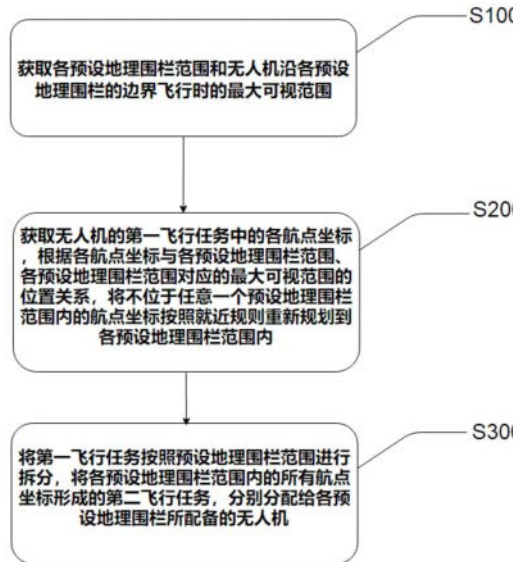 S100
获取各预设地理围栏范围和无人机沿各预设
地理围栏的边界飞行时的最大可视范围
S200
获取无人机的第一飞行任务中的各航点坐标
，根据各航点坐标与各预设地理围栏范围、
各预设地理围栏范围对应的最大可视范围的
位置关系，将不位于任意一个预设地理围栏
范围内的航点坐标按照就近规则重新规划到
各预设地理围栏范围内
S300
将第一飞行任务按照预设地理围栏范围进行
拆分，将各预设地理围栏范围内的所有航点
坐标形成的第二飞行任务，分别分配给各预
设地理围栏所配备的无人机